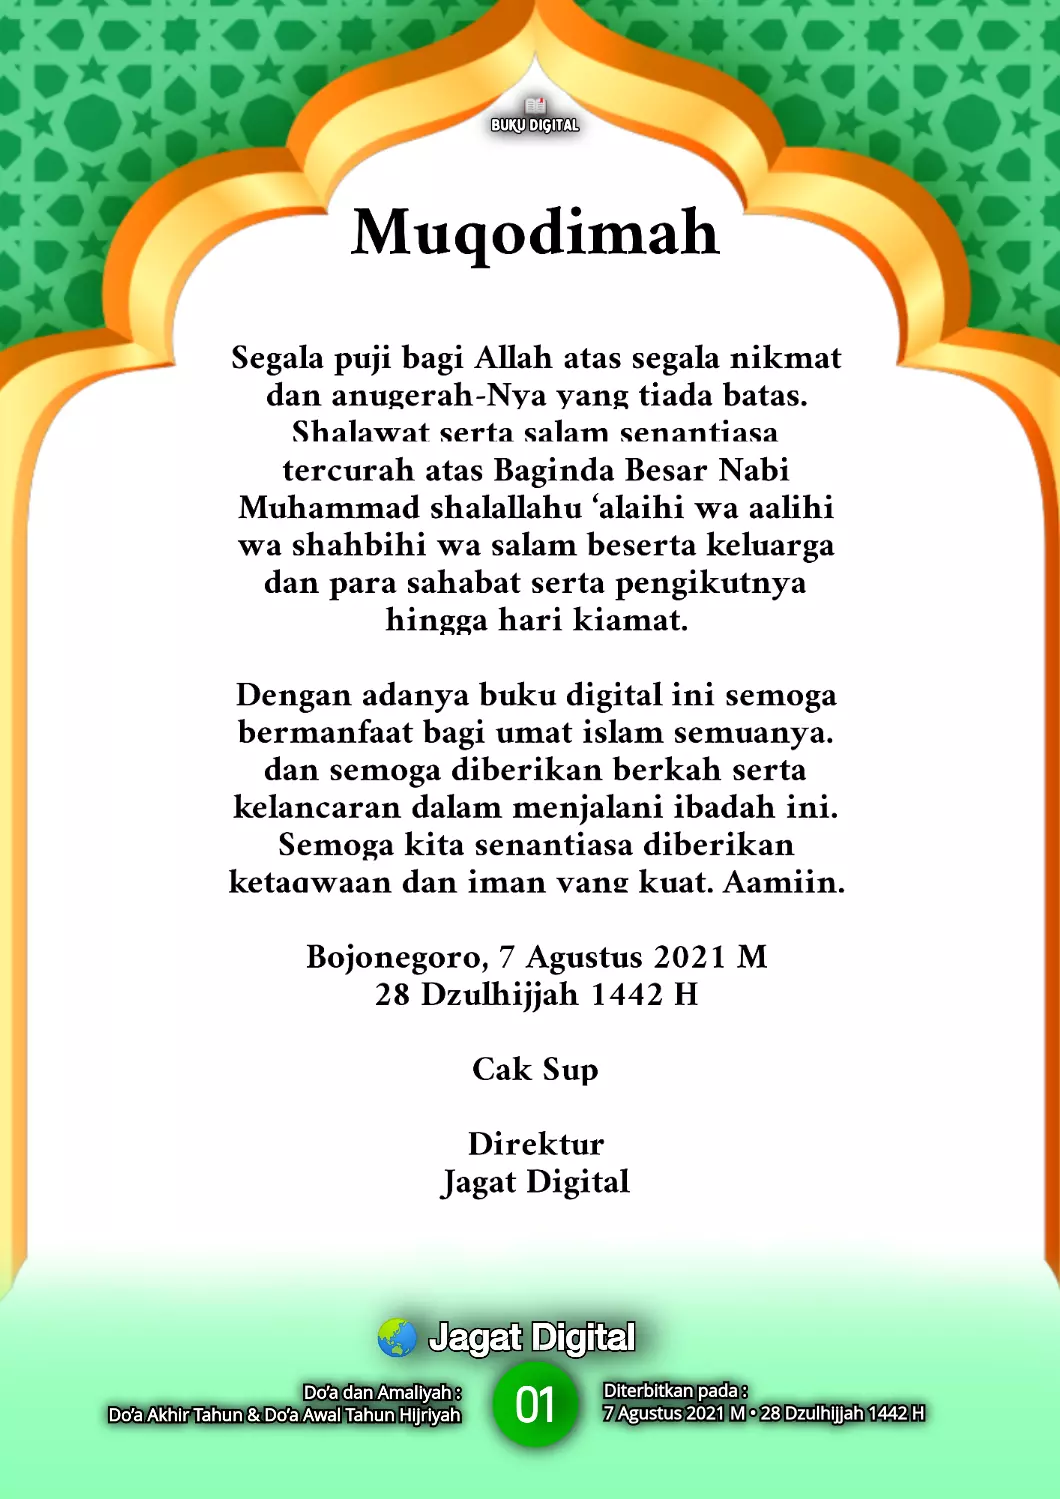 BUKU DIGITAL
Muqodimah
Segala puji bagi Allah atas segala nikmat
dan anugerah-Nya yang tiada batas.
Shalawat serta salam senantiasa
tercurah atas Baginda Besar Nabi
Muhammad shalallahu ‘alaihi wa aalihi
wa shahbihi wa salam beserta keluarga
dan para sahabat serta pengikutnya
hingga hari kiamat.
Dengan adanya buku digital ini semoga
bermanfaat bagi umat islam semuanya.
dan semoga diberikan berkah serta
kelancaran dalam menjalani ibadah ini.
Semoga kita senantiasa diberikan
ketaqwaan dan iman yang kuat. Aamiin.
Bojonegoro, 7 Agustus 2021 M
28 Dzulhijjah 1442 H
Cak Sup
Direktur
Jagat Digital
Jagat Digital
Do’a dan Amaliyah :
Do’a Akhir Tahun & Do’a Awal Tahun Hijriyah
01
Diterbitkan pada :
7 Agustus 2021 M • 28 Dzulhijjah 1442 H